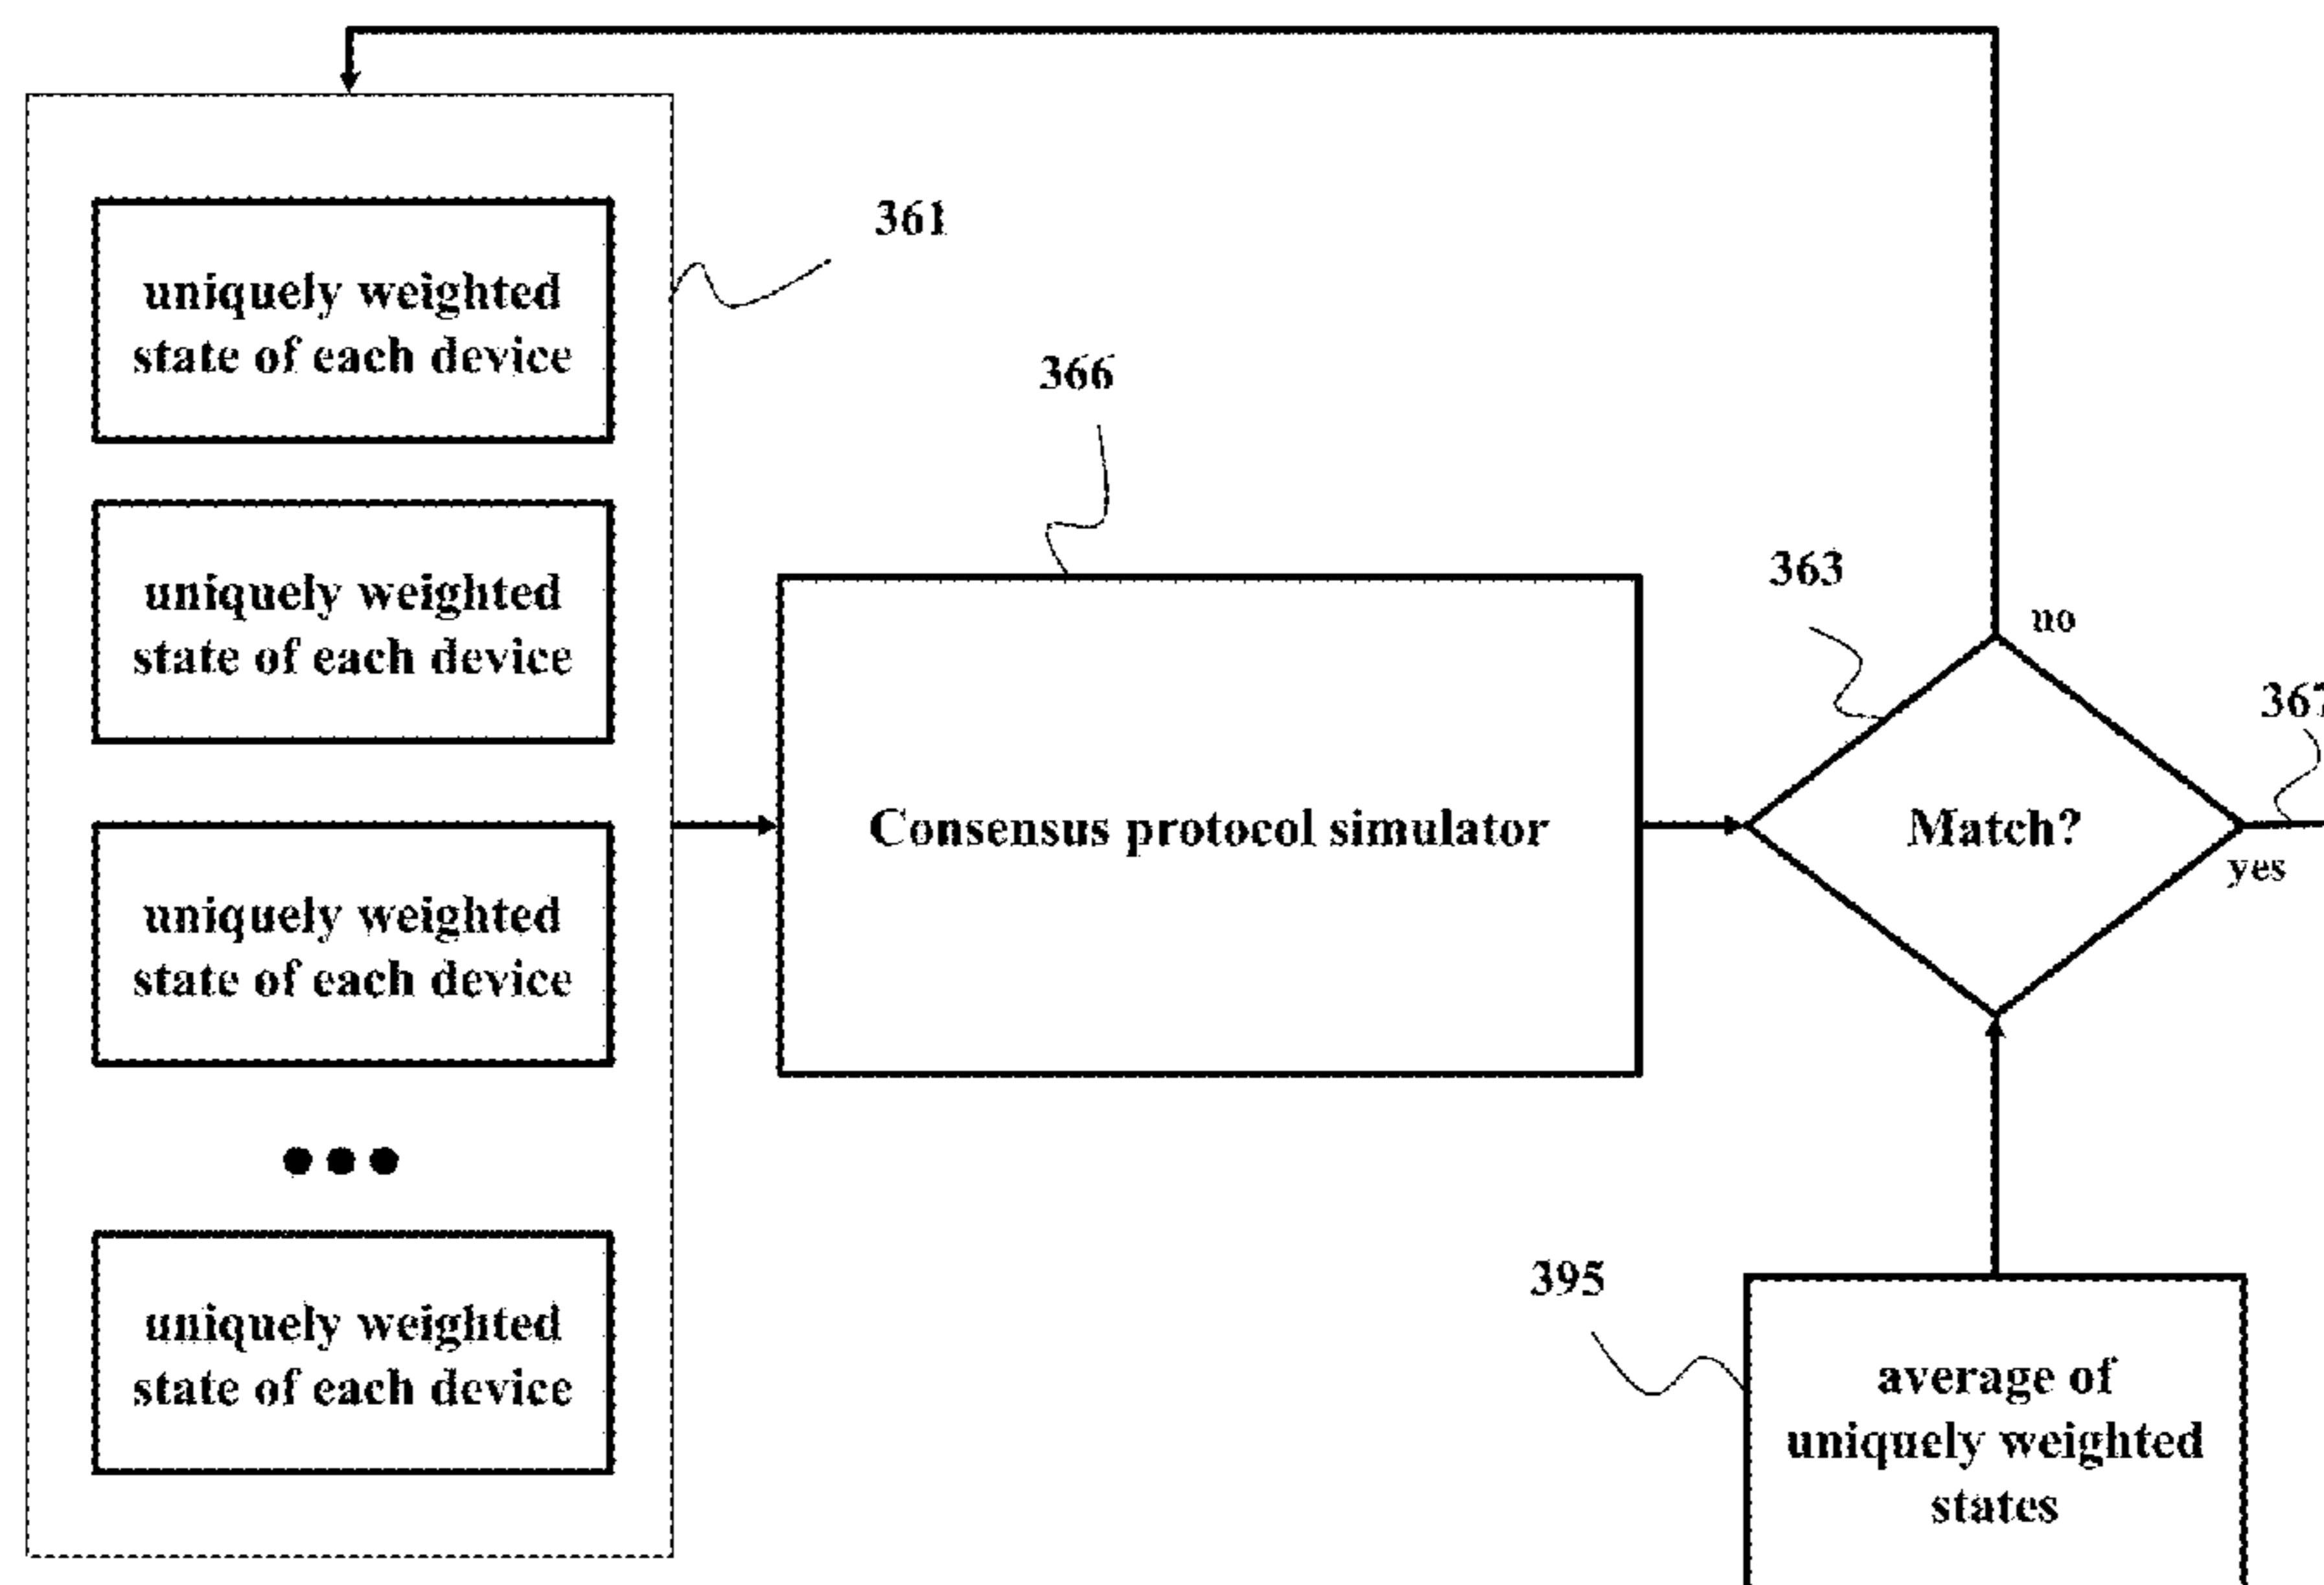 361
uniquely weighted
state of each device
366
uniquely weighted
state of each device
363
no
367
Consensus protocol simulator
Match?
yes
uniquely weighted
state of each device
●●●
395
uniquely weighted
state of each device
average of
uniquely weighted
states